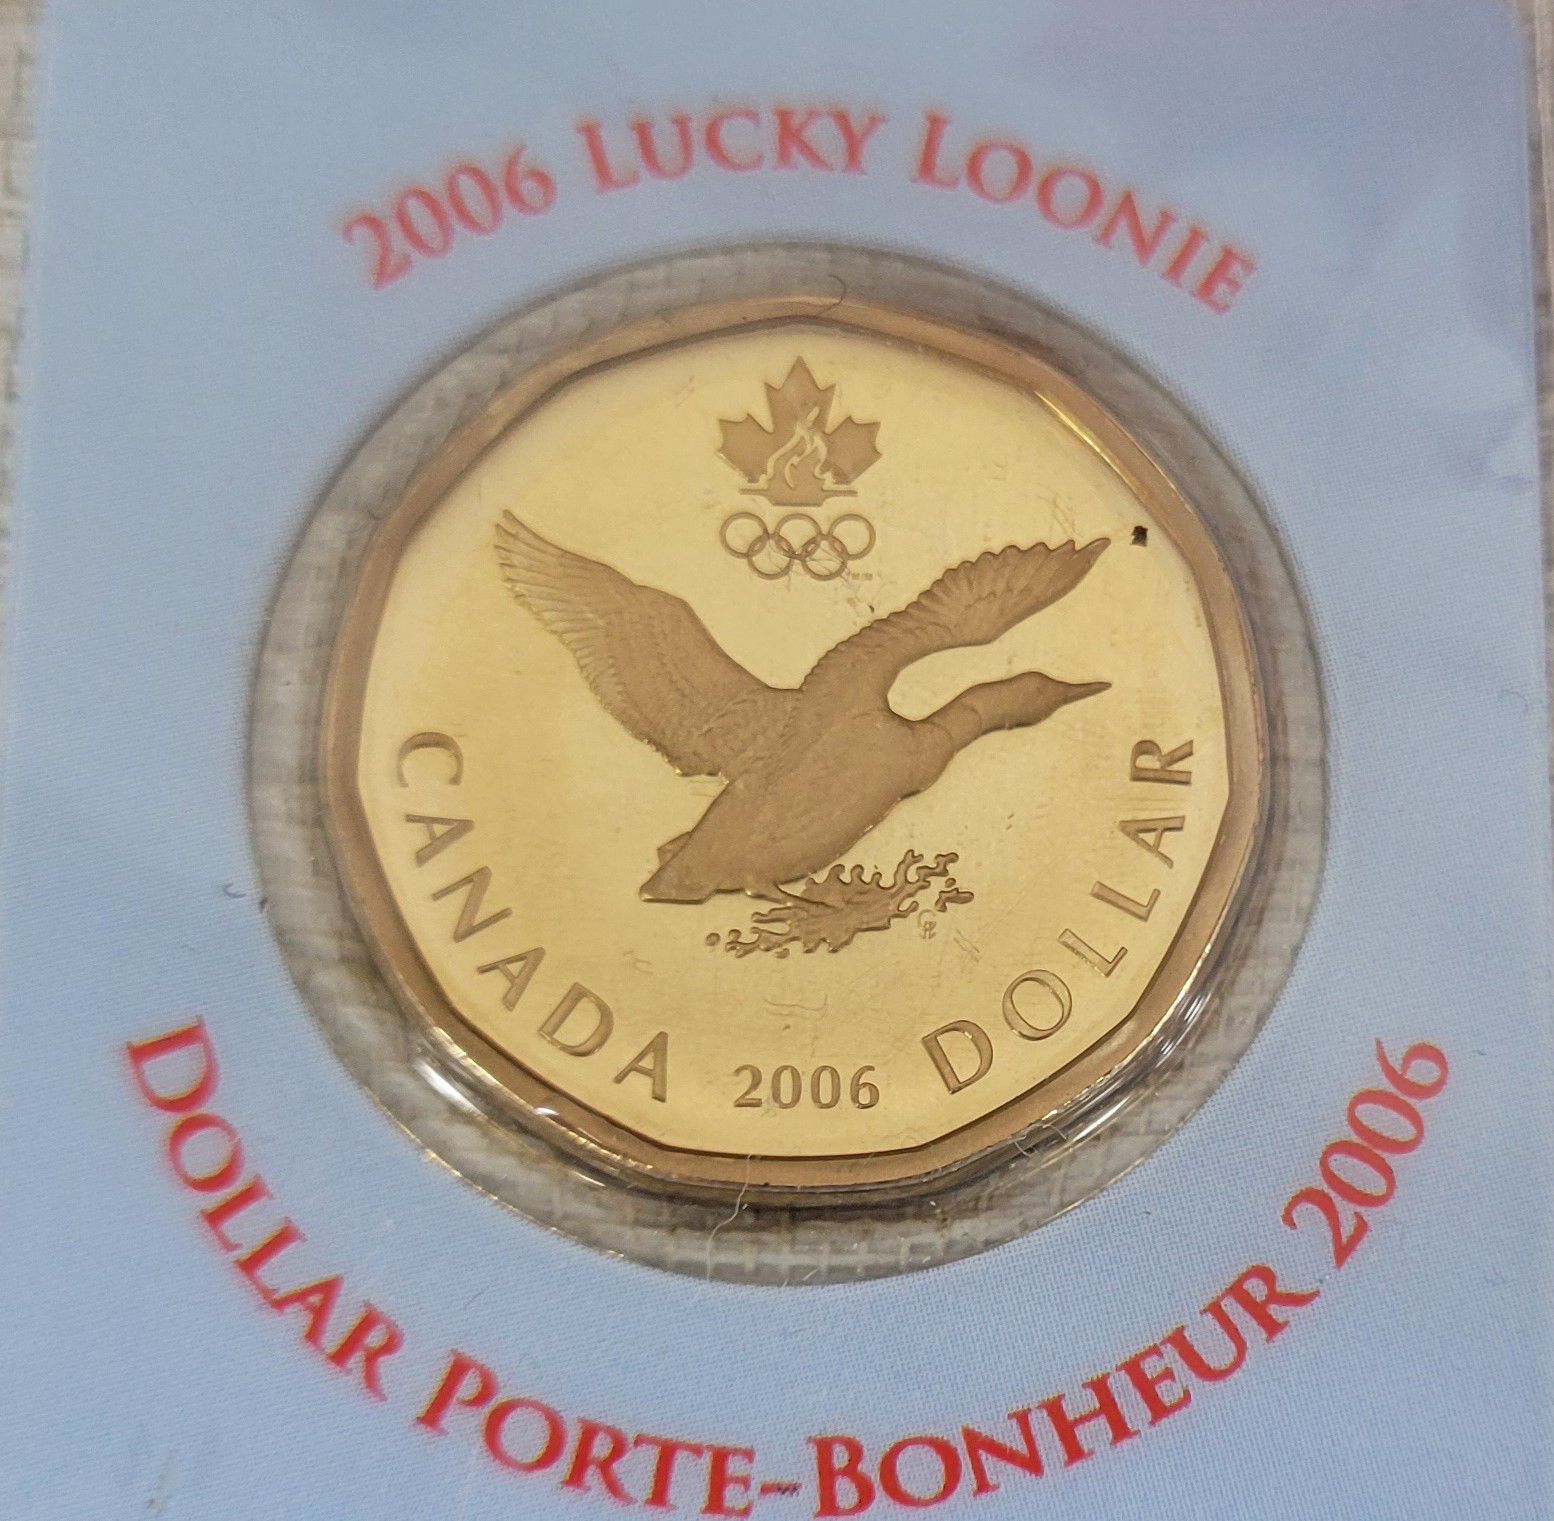 2006 LUCKY LOONIE
CANADA 2006 DOLLAR
DOLLAR PORTE-BONHEUR 2006